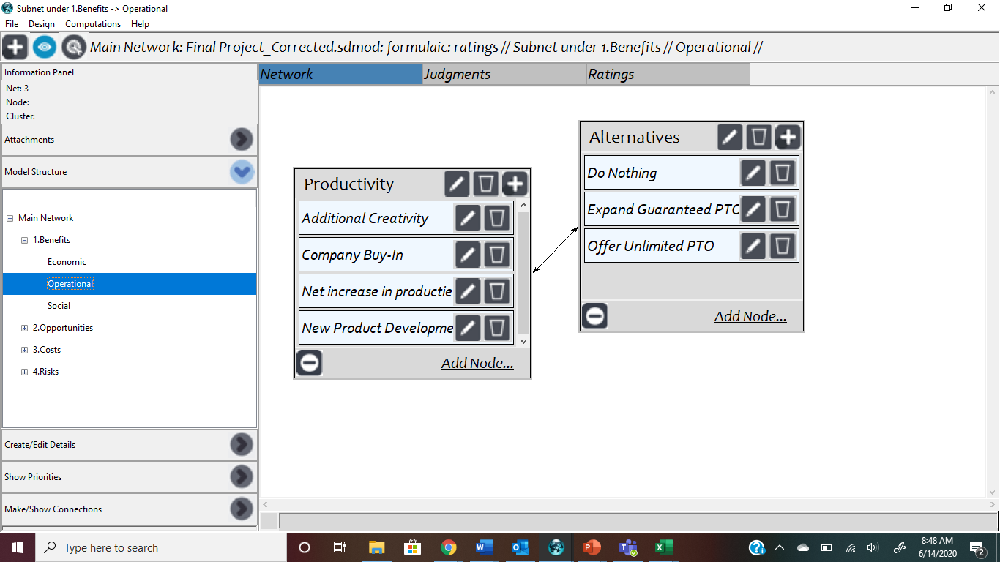 Subnet under 1.Benefits -> Operational
File Design Computations Help
Main Network: Final Project_Corrected.sdmod: formulaic: ratings // Subnet under 1.Benefits // Operational //
Information Panel
Net: 3
Node:
Cluster:
Attachments
Model Structure
Main Network
1.Benefits
Economic
Operational
Social
2.Opportunities
3.Costs
4.Risks
Create/Edit Details
Show Priorities
Make/Show Connections
Network Judgments Ratings
Productivity
Additional Creativity
Company Buy-In
Net increase in productie
New Product Developme
Add Node...
Alternatives
Do Nothing
Expand Guaranteed PTO
Offer Unlimited PTO
Add Node...
Type here to search
8:48 AM
6/14/2020
2